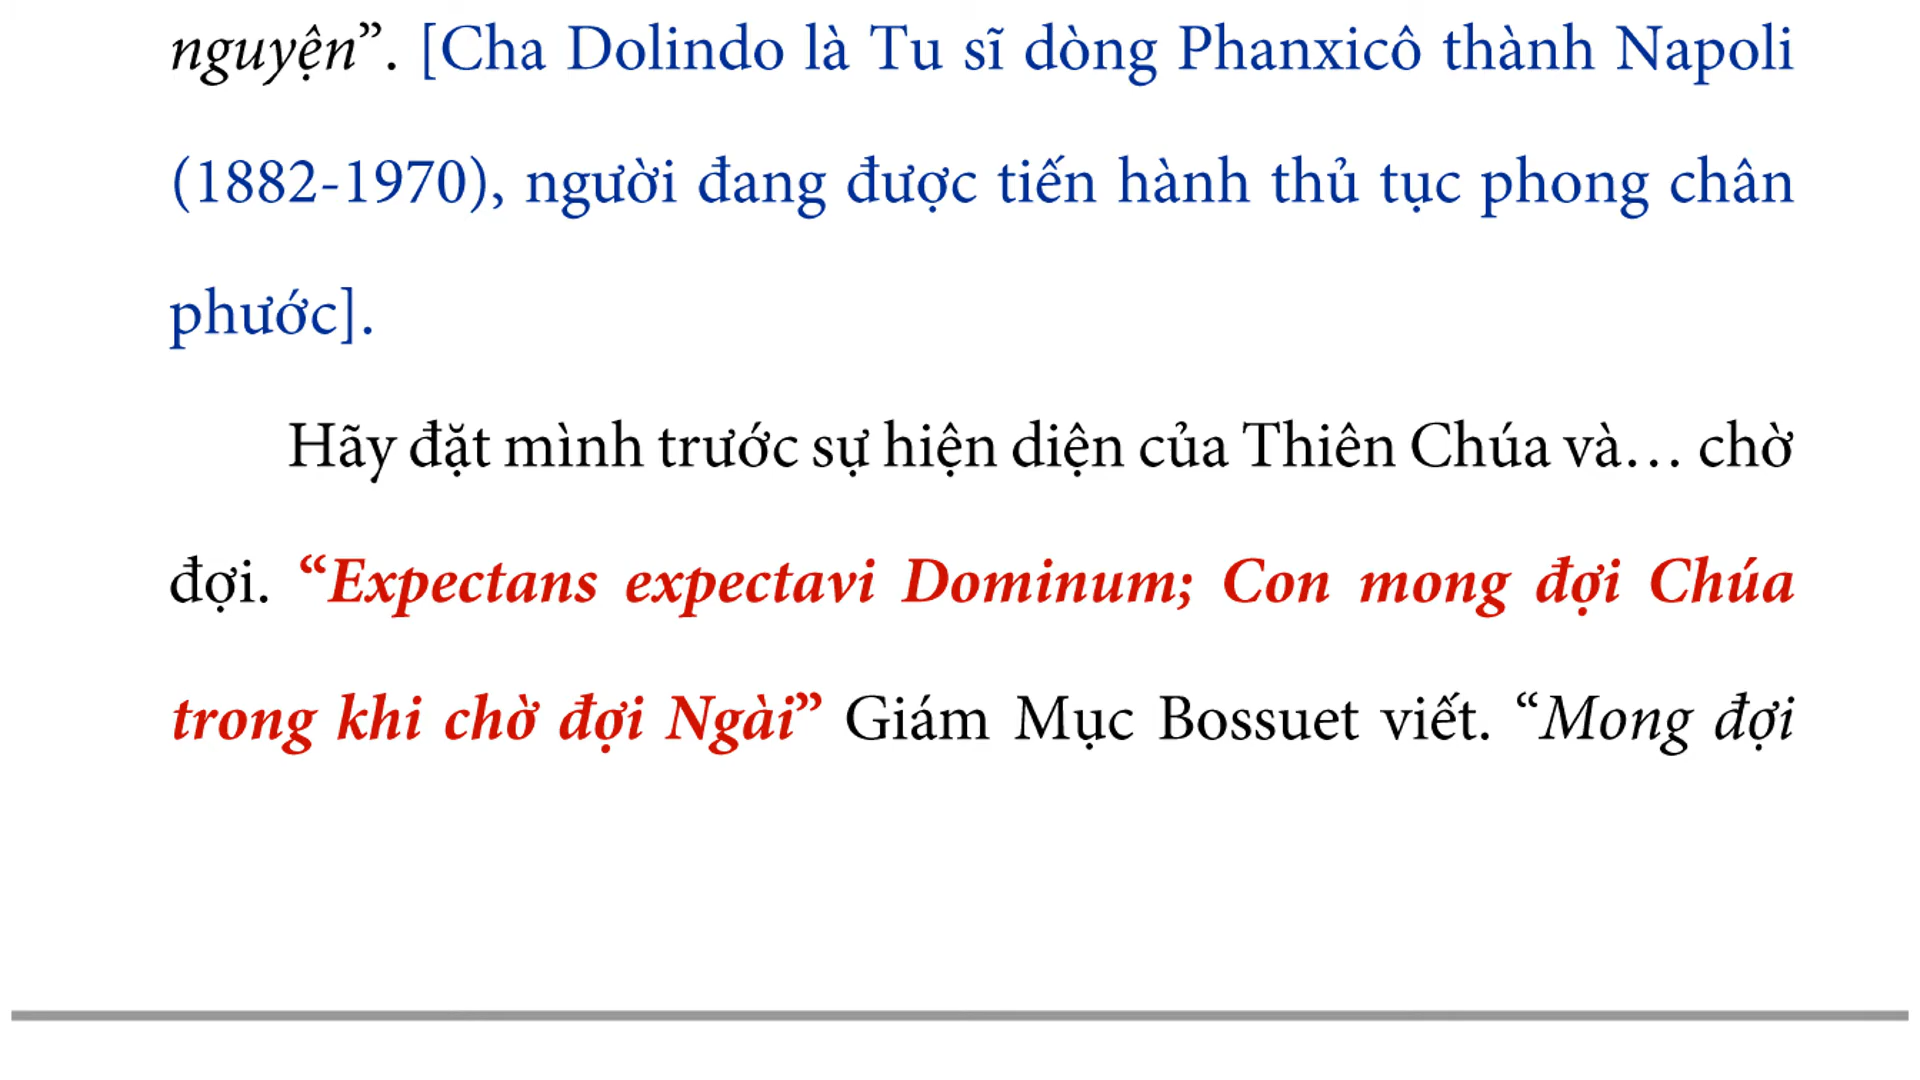 nguyện”. [Cha Dolindo là Tu sĩ dòng Phanxicô thành Napoli
(1882-1970), người đang được tiến hành thủ tục phong chân
phước].
Hãy đặt mình trước sự hiện diện của Thiên Chúa và… chờ
đợi. “Expectans expectavi Dominum; Con mong đợi Chúa
trong khi chờ đợi Ngài” Giám Mục Bossuet viết. “Mong đợi